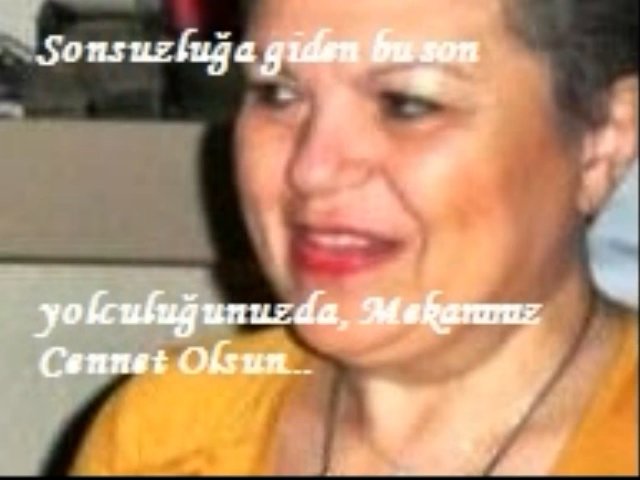 Sonsuzluğa giden bu son
yolculuğunuzda, Mekanınız
Cennet Olsun...